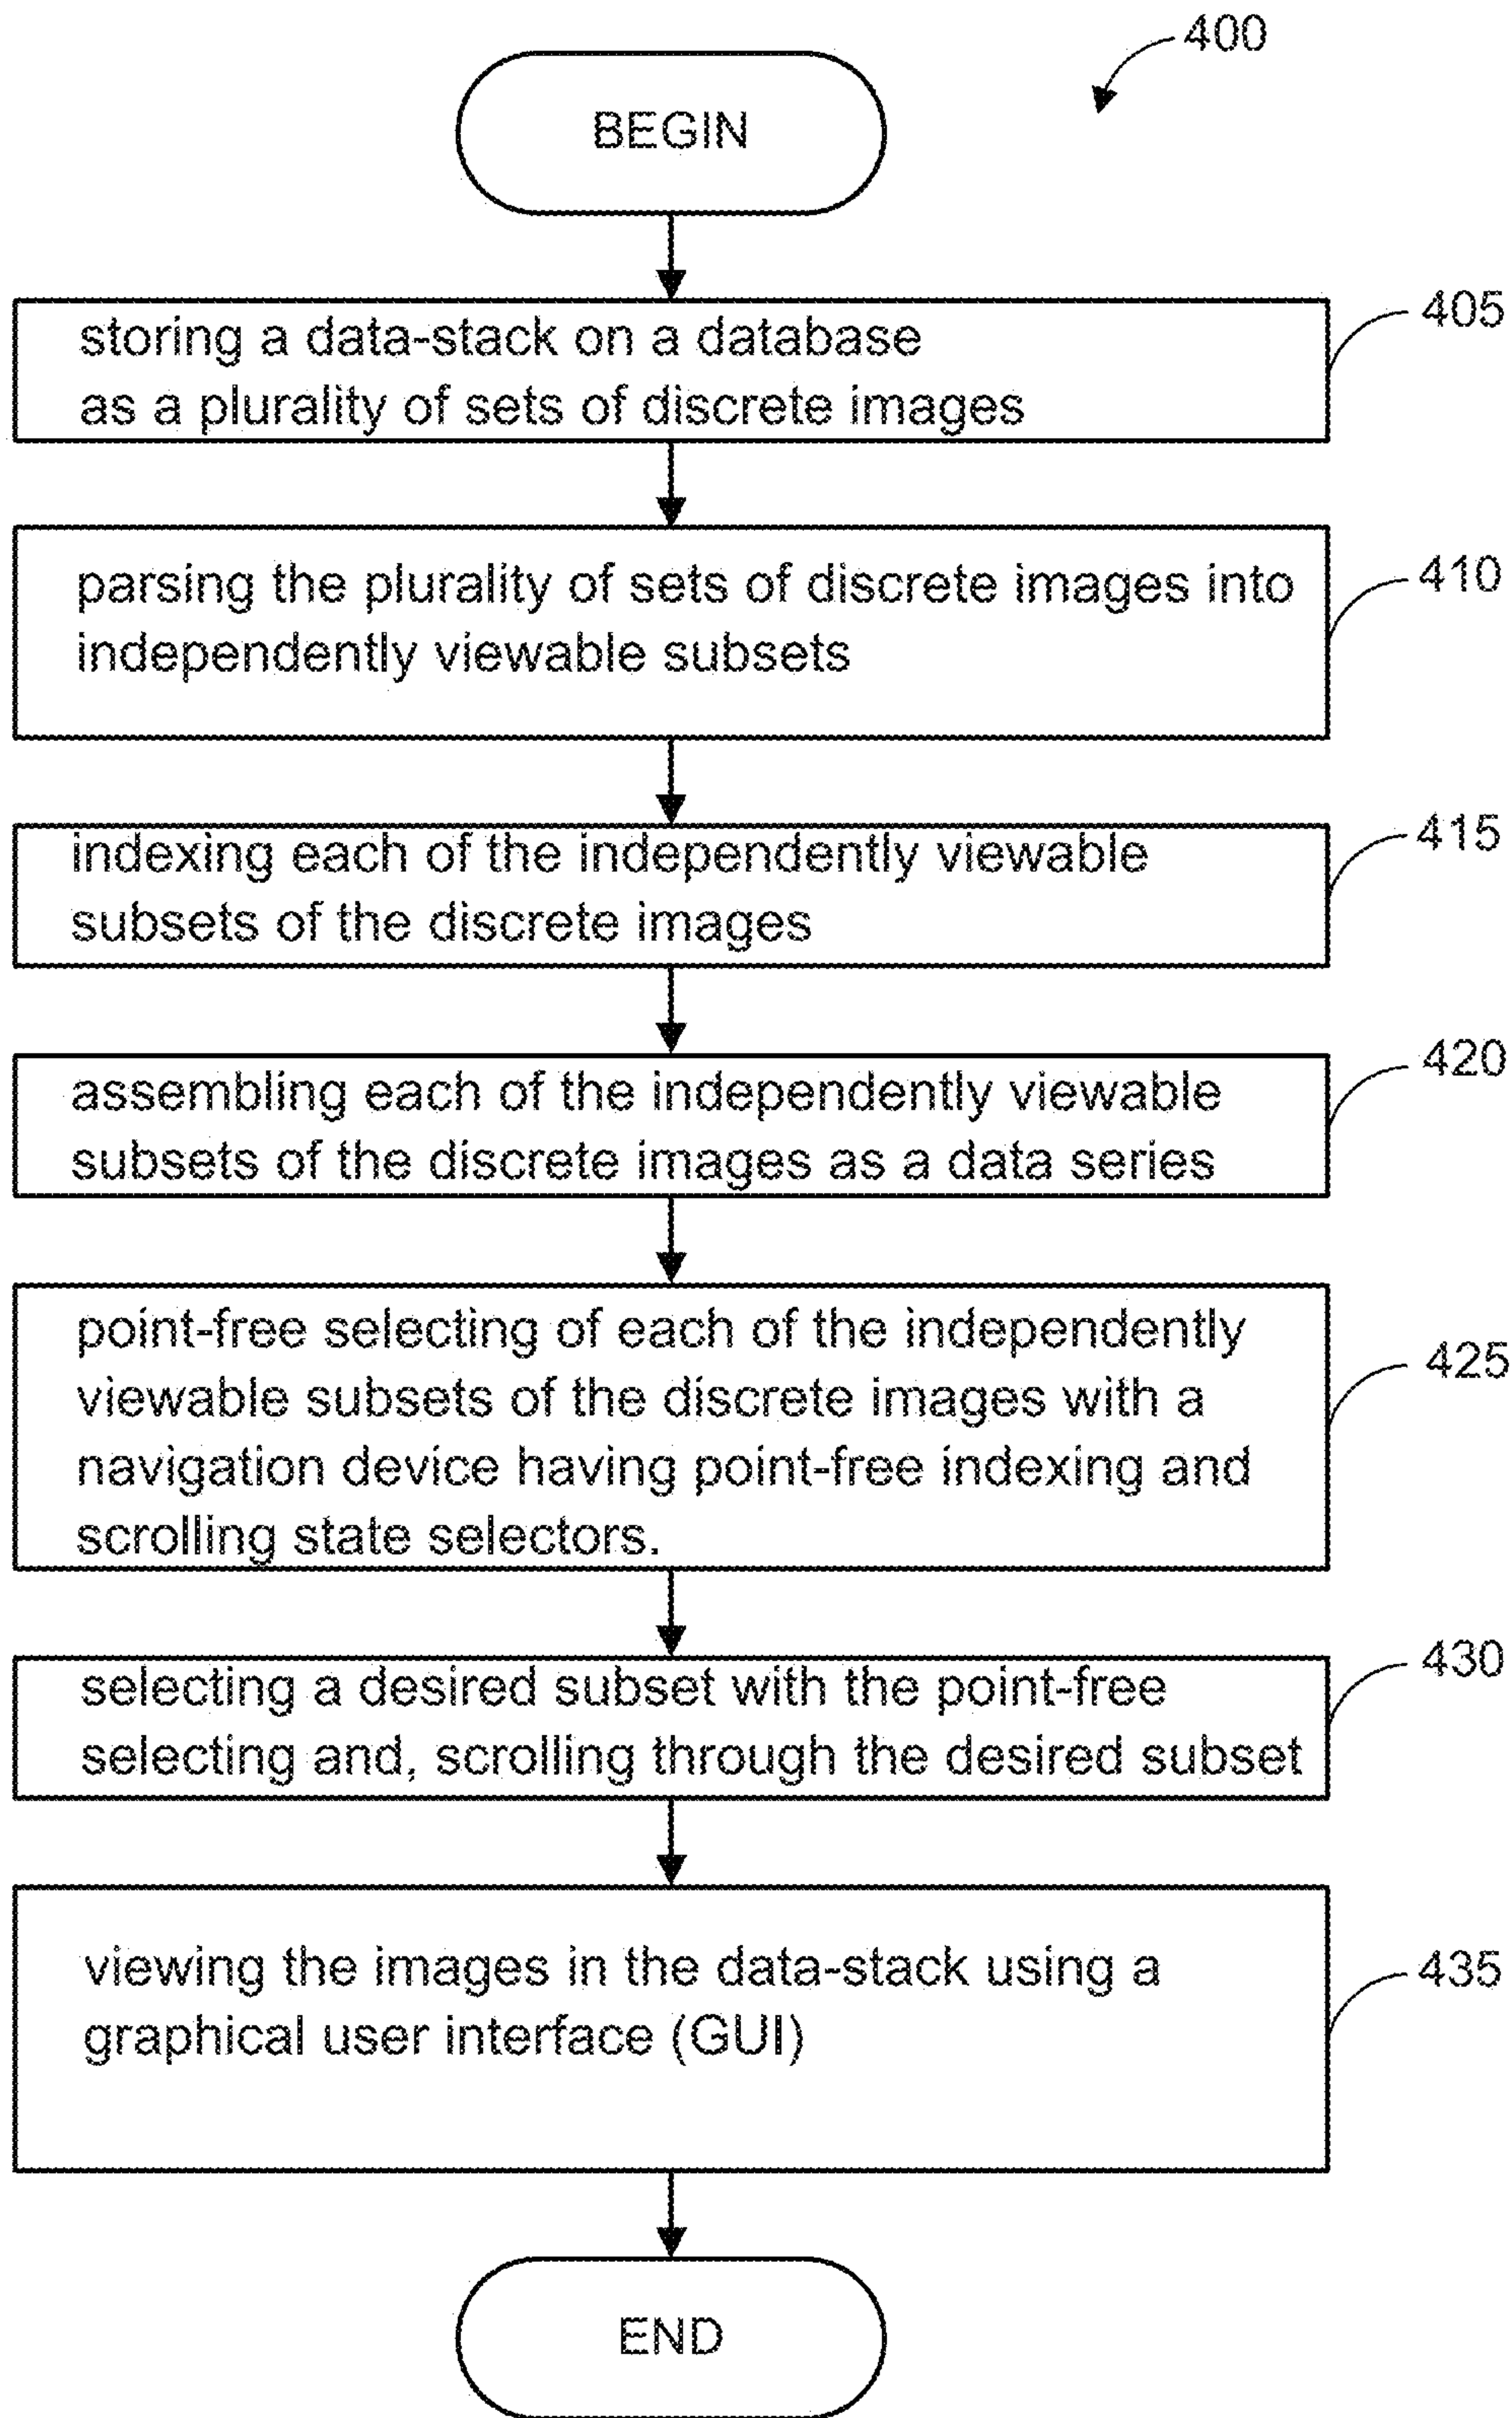 400
BEGIN
storing a data-stack on a database
as a plurality of sets of discrete images
405
parsing the plurality of sets of discrete images into
independently viewable subsets
410
indexing each of the independently viewable
subsets of the discrete images
415
assembling each of the independently viewable
subsets of the discrete images as a data series
420
point-free selecting of each of the independently
viewable subsets of the discrete images with a
navigation device having point-free indexing and
scrolling state selectors.
425
selecting a desired subset with the point-free
selecting and, scrolling through the desired subset
430
viewing the images in the data-stack using a
graphical user interface (GUI)
435
END